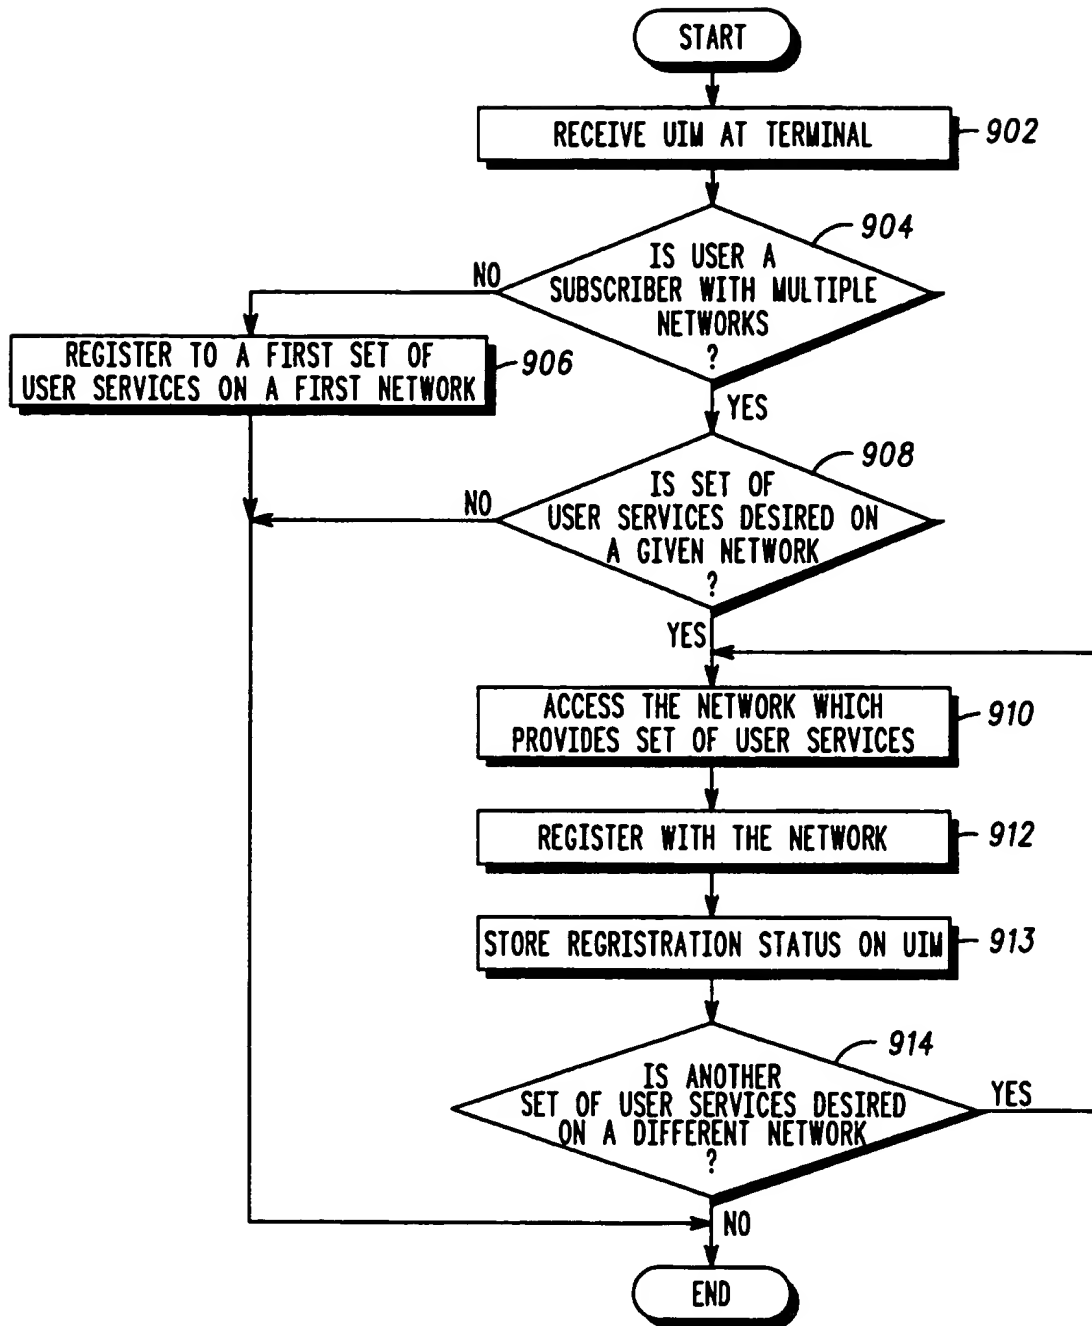 START
RECEIVE UIM AT TERMINAL
902
904
IS USER A
SUBSCRIBER WITH MULTIPLE
NETWORKS
?
NO
YES
REGISTER TO A FIRST SET OF
USER SERVICES ON A FIRST NETWORK
906
908
IS SET OF
USER SERVICES DESIRED ON
A GIVEN NETWORK
?
NO
YES
ACCESS THE NETWORK WHICH
PROVIDES SET OF USER SERVICES
910
REGISTER WITH THE NETWORK
912
STORE REGRISTRATION STATUS ON UIM
913
914
IS ANOTHER
SET OF USER SERVICES DESIRED
ON A DIFFERENT NETWORK
?
YES
NO
END